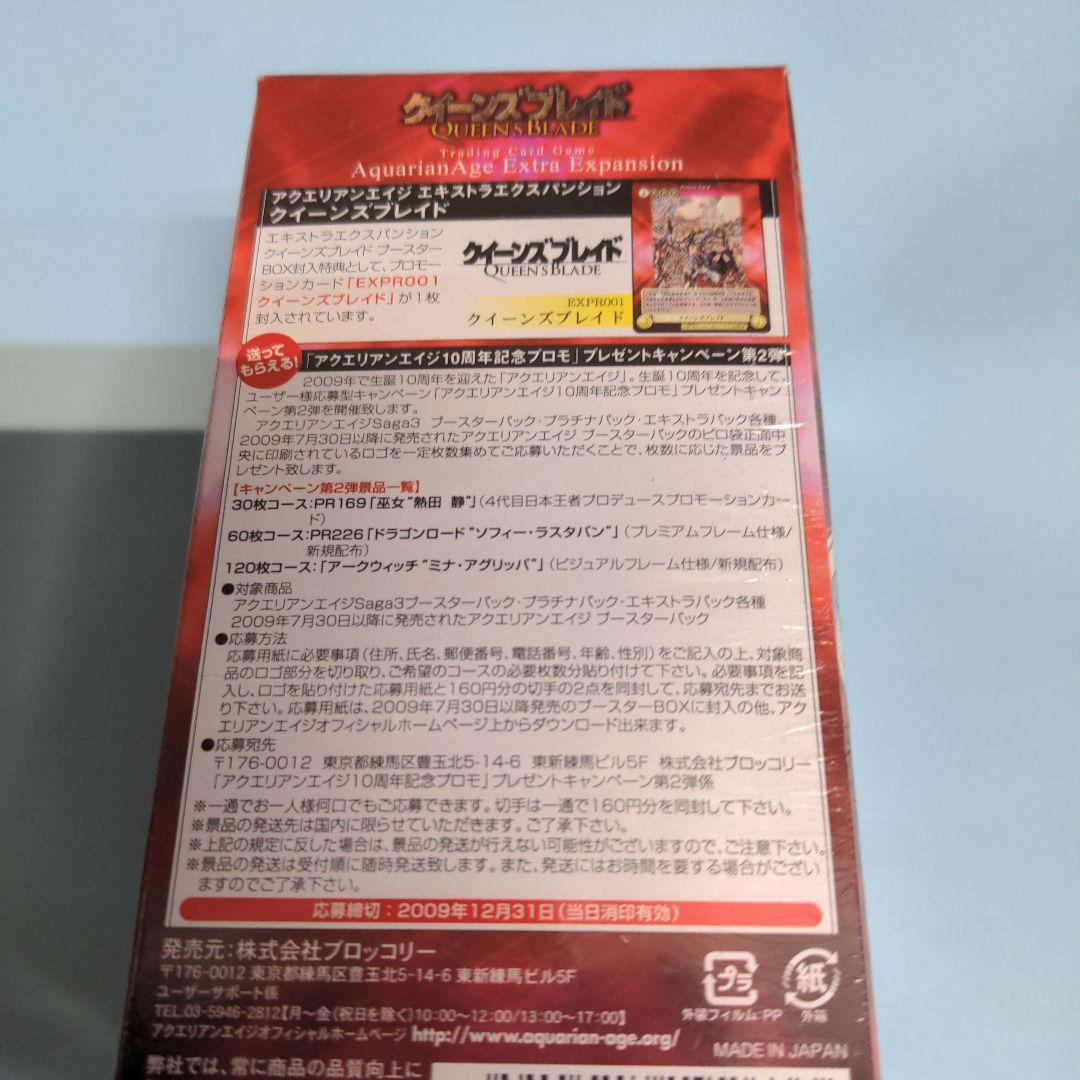 クイーンズブレイド
QUEEN'S BLADE
Trading Card Game
AquarianAge Extra Expansion
アクエリアンエイジ エキストラエクスパンション
クイーンズブレイド
エキストラエクスパンション
クイーンズブレイド ブースター
BOX封入特典として、プロモー
ションカード「EXPR001
クイーンズブレイド」が1枚
封入されています。
クイーンズブレイド
QUEEN'S BLADE
EXPR001
クイーンズブレイド
クイーンズブレイド
送って
もらえる!
「アクエリアンエイジ10周年記念プロモ」プレゼントキャンペーン第2弾
2009年で生誕10周年を迎えた「アクエリアンエイジ」。生誕10周年を記念して、
ユーザー様応募型キャンペーン「アクエリアンエイジ10周年記念プロモ」プレゼントキャン
ペーン第2弾を開催致します。
アクエリアンエイジSaga3 ブースターパック・プラチナパック・エキストラパック各種
2009年7月30日以降に発売されたアクエリアンエイジ ブースターパックのピロ袋正面中
央に印刷されているロゴを一定枚数集めてご応募いただくことで、枚数に応じた景品をプ
レゼント致します。
【キャンペーン第2弾景品一覧】
30枚コース:PR169「巫女“熱田 静”」(4代目日本王者プロデュースプロモーションカー
ド)
60枚コース:PR226「ドラゴンロード“ソフィー・ラスタバン”」(プレミアムフレーム仕様/
新規配布)
120枚コース:「アークウィッチ“ミナ・アグリッパ”」(ビジュアルフレーム仕様/新規配布)
●対象商品
アクエリアンエイジSaga3ブースターパック・プラチナパック・エキストラパック各種
2009年7月30日以降に発売されたアクエリアンエイジ ブースターパック
●応募方法
応募用紙に必要事項(住所、氏名、郵便番号、電話番号、年齢、性別)をご記入の上、対象商
品のロゴ部分を切り取り、ご希望のコースの必要枚数分貼り付けて下さい。必要事項を記
入し、ロゴを貼り付けた応募用紙と160円分の切手の2点を同封して、応募宛先までお送
り下さい。応募用紙は、2009年7月30日以降発売のブースターBOXに封入の他、アク
エリアンエイジオフィシャルホームページ上からダウンロード出来ます。
●応募宛先
〒176-0012 東京都練馬区豊玉北5-14-6 東新練馬ビル5F 株式会社ブロッコリー
「アクエリアンエイジ10周年記念プロモ」プレゼントキャンペーン第2弾係
※一通でお一人様何口でもご応募できます。切手は一通で160円分を同封して下さい。
※景品の発送先は国内に限らせていただきます。ご了承下さい。
※上記の規定に反した場合は、景品の発送が行えない可能性がございますので、ご注意下さい。
※景品の発送は受付順に随時発送致します。また、発送にはお時間を要する場合がござい
ますのでご了承下さい。
応募締切:2009年12月31日(当日消印有効)
発売元:株式会社ブロッコリー
〒176-0012 東京都練馬区豊玉北5-14-6 東新練馬ビル5F
ユーザーサポート係
TEL.03-5946-2812【月〜金(祝日を除く)10:00〜12:00/13:00〜17:00】
アクエリアンエイジオフィシャルホームページ http://www.aquarian-age.org/
プラ
外装フィルム:PP
紙
外箱
MADE IN JAPAN
弊社では、常に商品の品質向上に